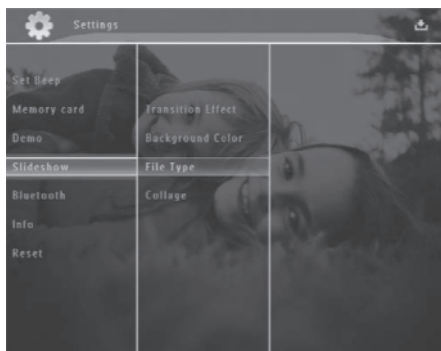 Settings
Set Beep
Memory card
Demo
Slideshow
Bluetooth
Info
Reset
Transition Effect
Background Color
File Type
Collage